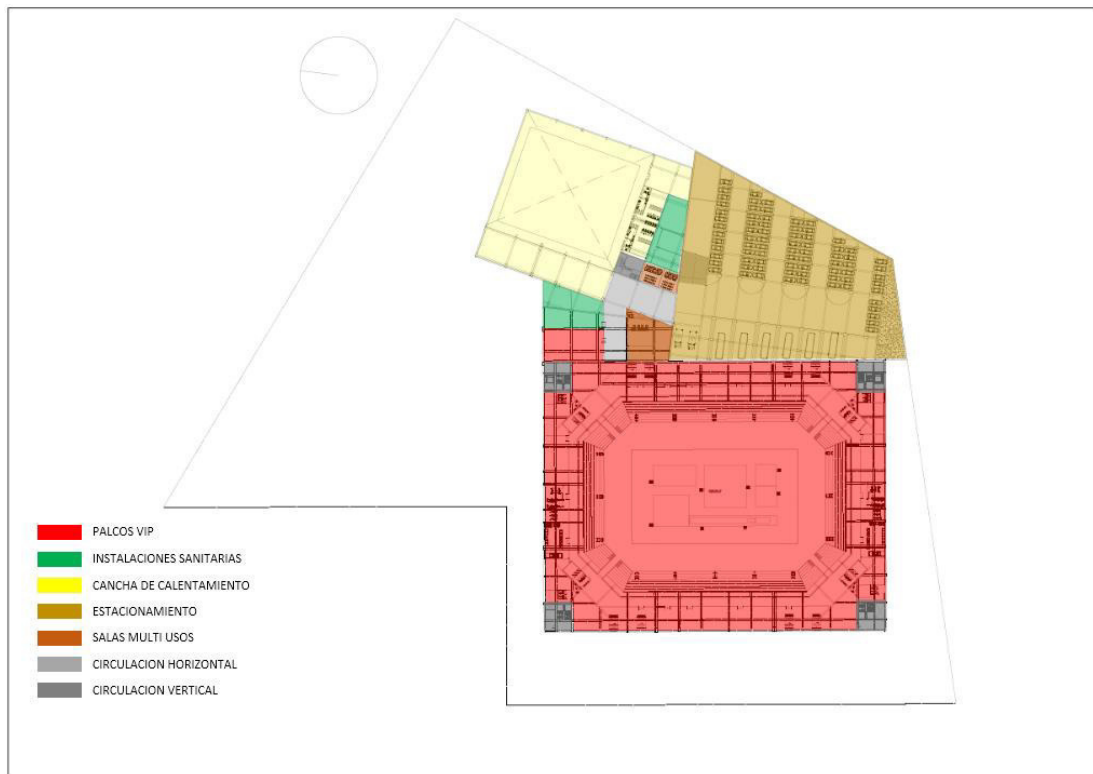 PALCOS VIP
INSTALACIONES SANITARIAS
CANCHA DE CALENTAMIENTO
ESTACIONAMIENTO
SALAS MULTI USOS
CIRCULACION HORIZONTAL
CIRCULACION VERTICAL